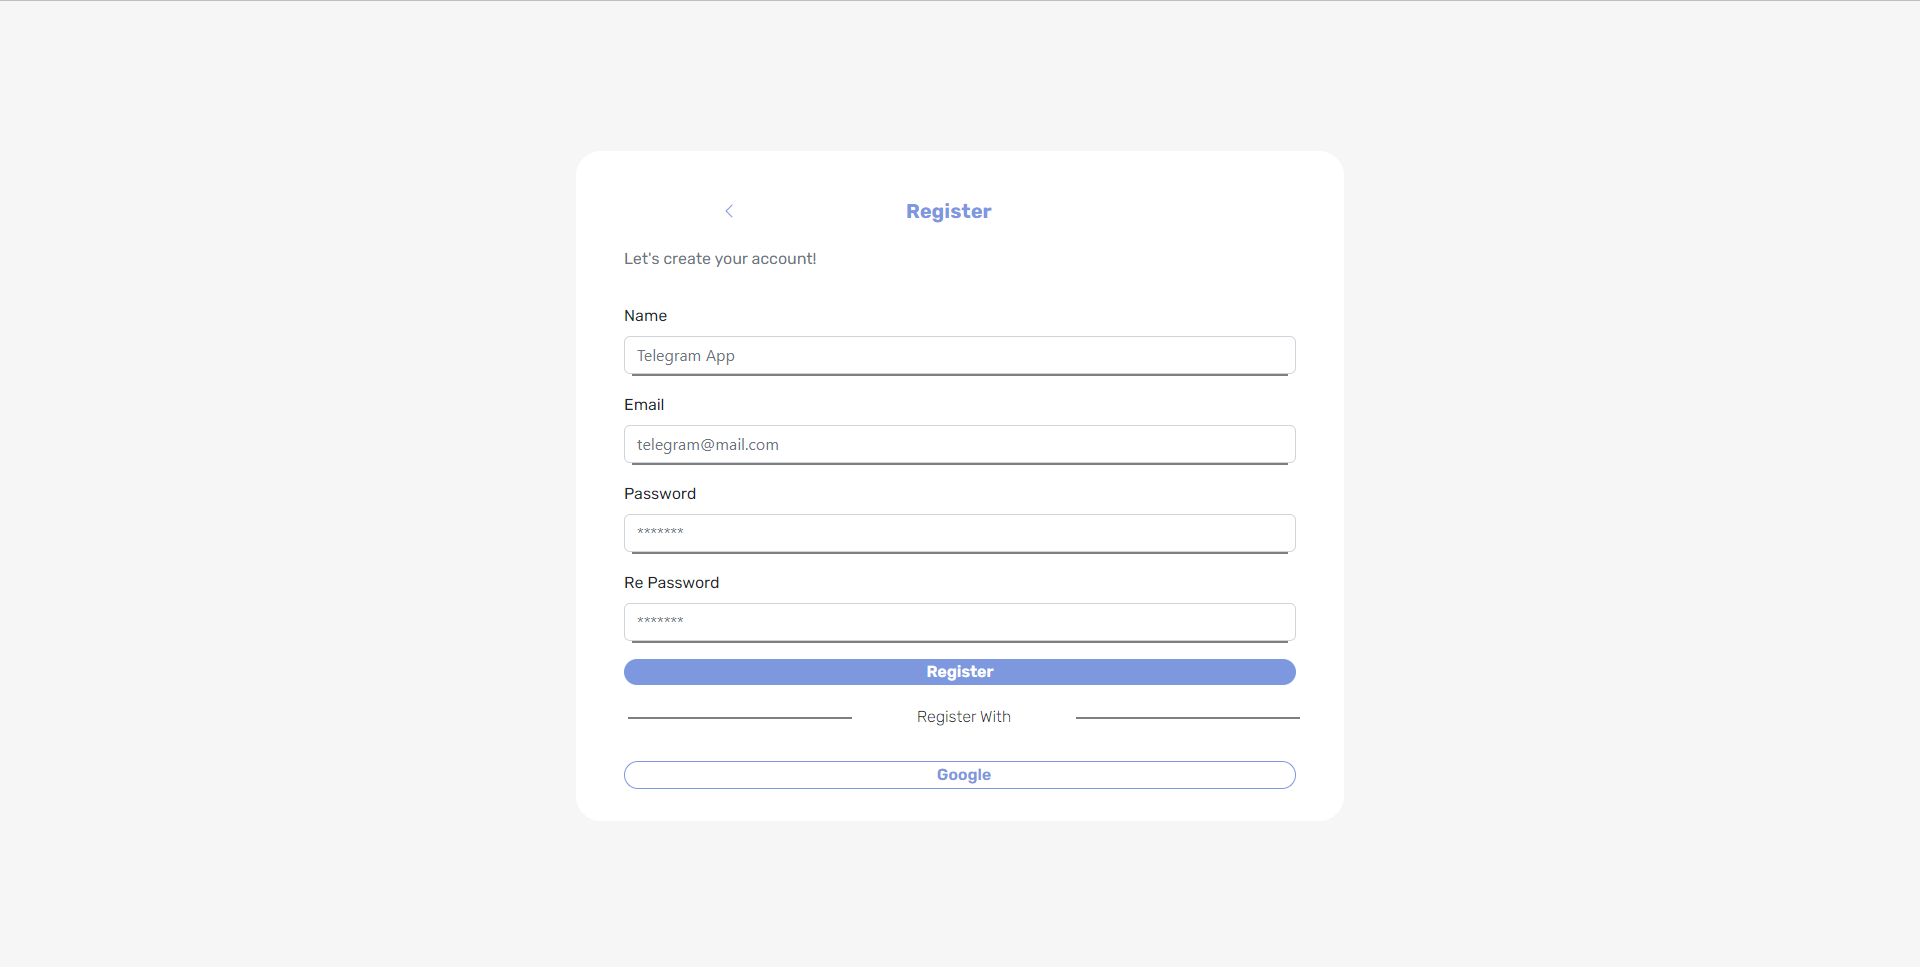 Register
Let's create your account!
Name
Telegram App
Email
telegram@mail.com
Password
*******
Re Password
*******
Register
Register With
Google